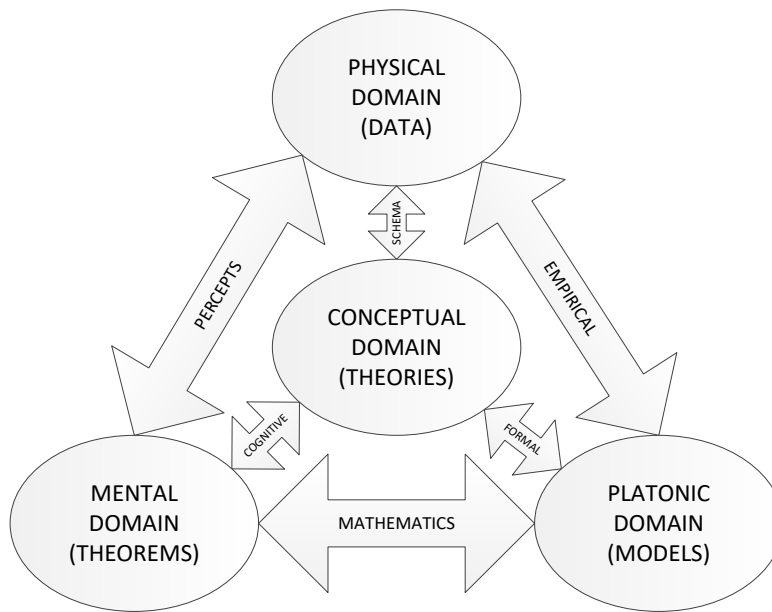 PHYSICAL
DOMAIN
(DATA)
SCHEMA
PERCEPTS
EMPIRICAL
CONCEPTUAL
DOMAIN
(THEORIES)
COGNITIVE
FORMAL
MENTAL
DOMAIN
(THEOREMS)
MATHEMATICS
PLATONIC
DOMAIN
(MODELS)